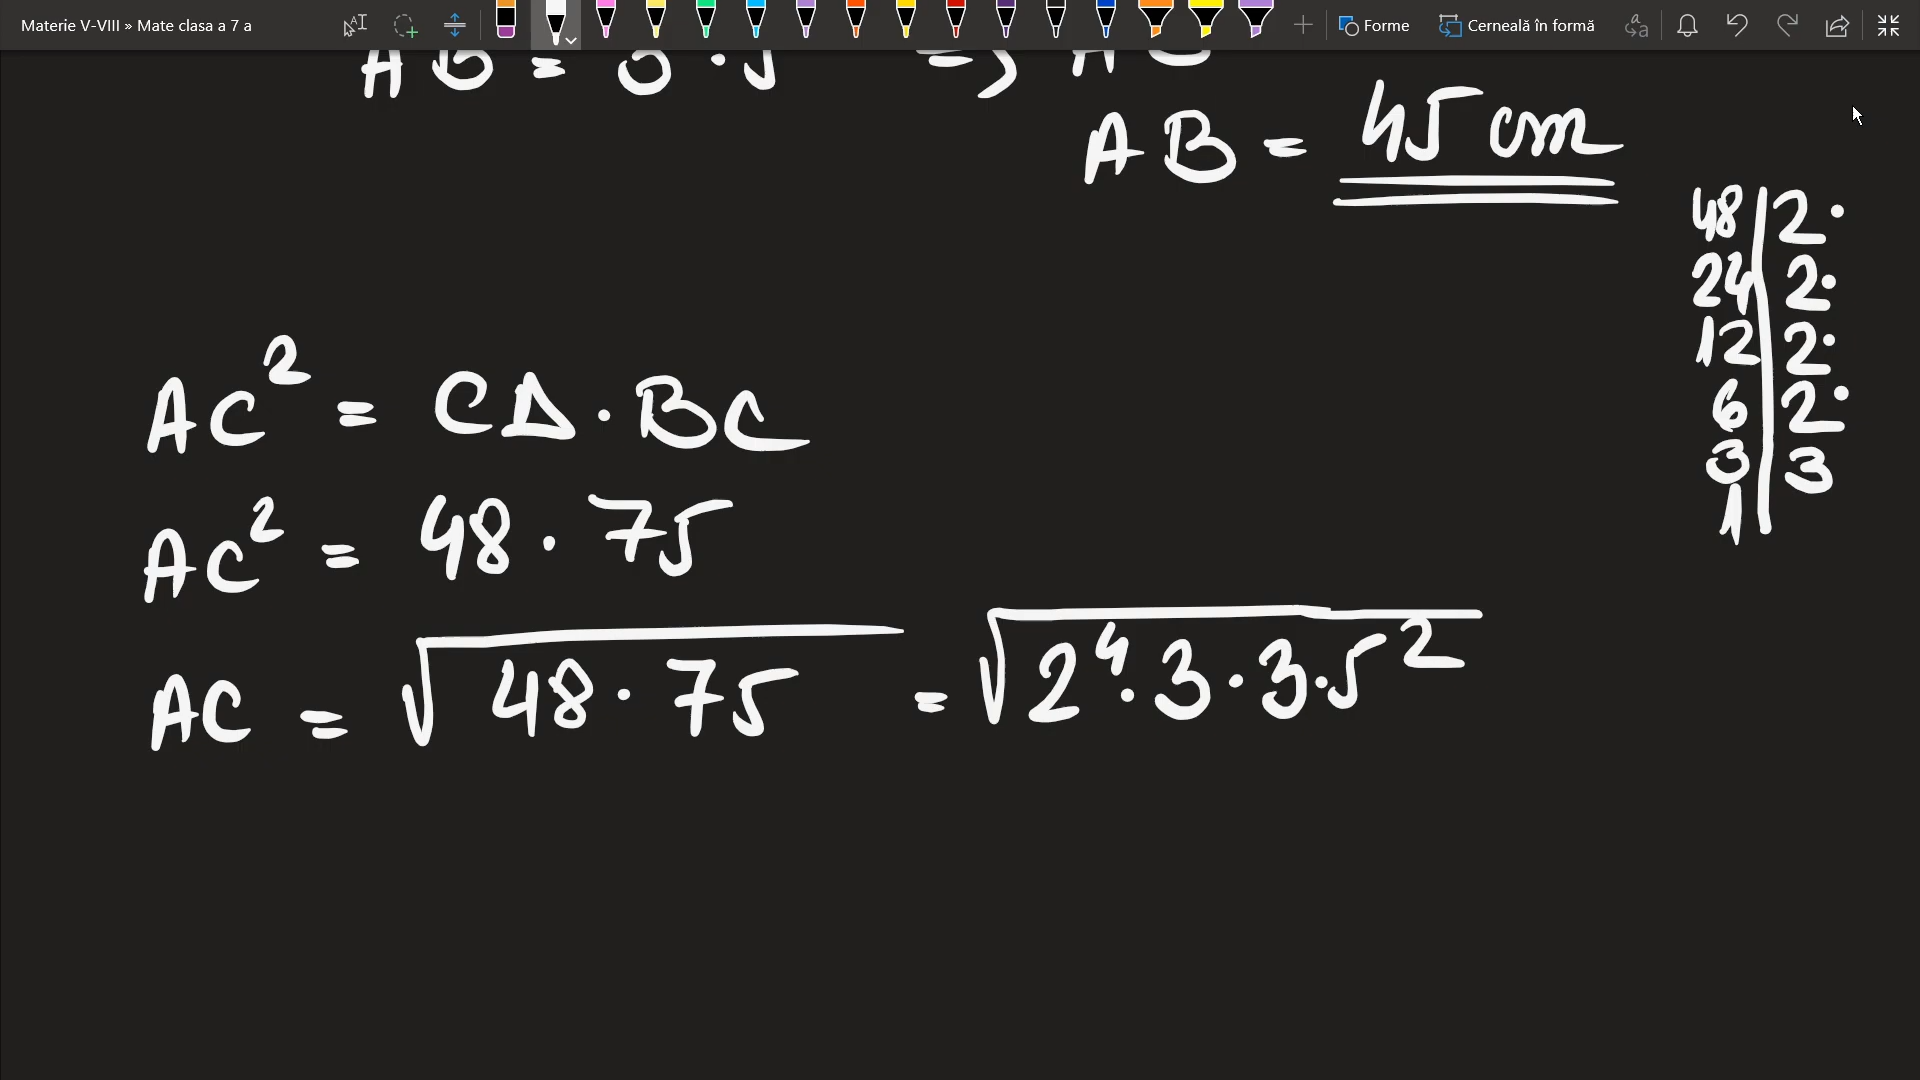 Materie V-VIII » Mate clasa a 7 a
Forme
Cerneală în formă
AB = 45 cm
48 | 2 ·
24 | 2 ·
12 | 2 ·
6 | 2 ·
3 | 3
1 |
AC² = CD · BC
AC² = 48 · 75
AC = √(48 · 75) = √(2⁴ · 3 · 3 · 5²)